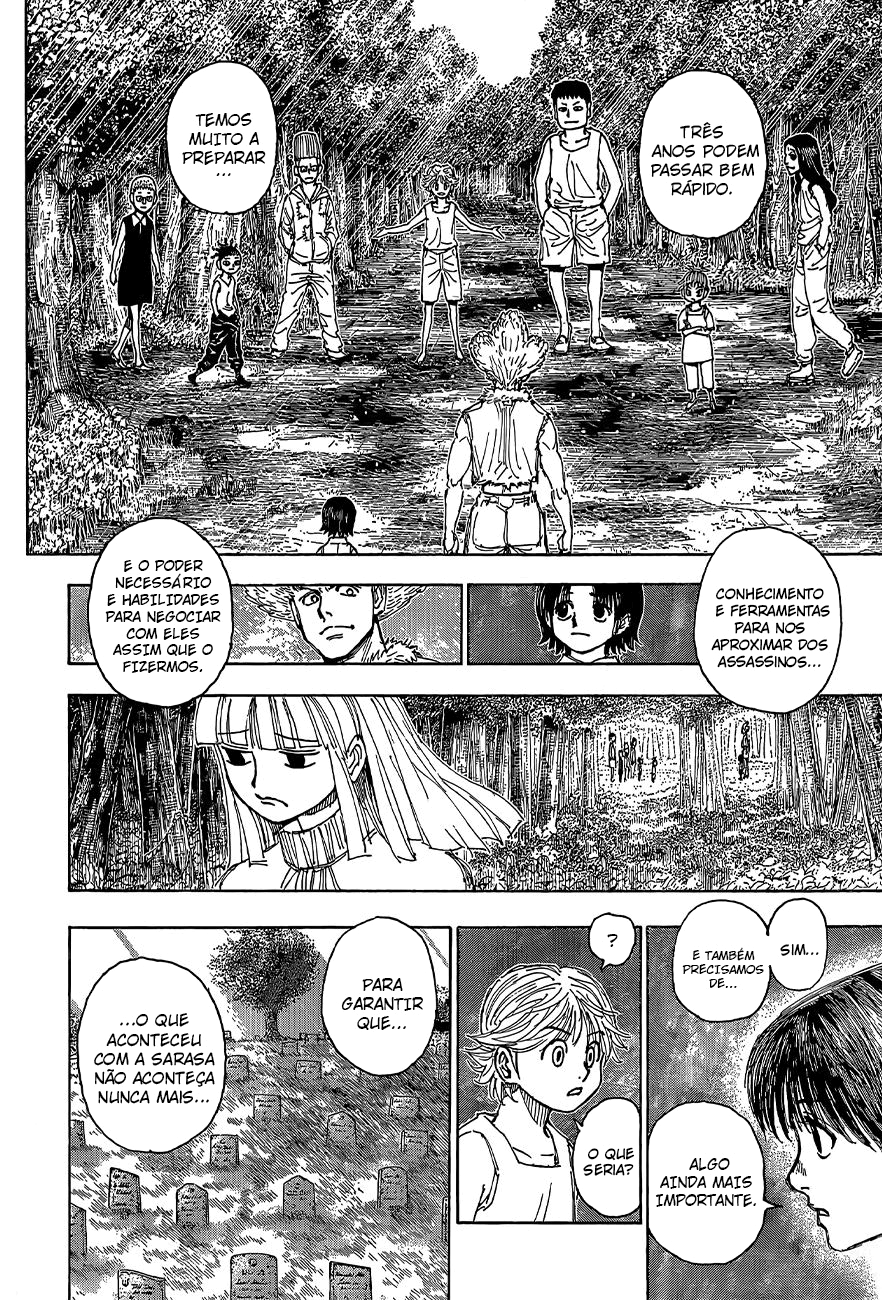 TRÊS
ANOS PODEM
PASSAR BEM
RÁPIDO.
TEMOS
MUITO A
PREPARAR
...
CONHECIMENTO
E FERRAMENTAS
PARA NOS
APROXIMAR DOS
ASSASSINOS...
E O PODER
NECESSÁRIO
E HABILIDADES
PARA NEGOCIAR
COM ELES
ASSIM QUE O
FIZERMOS.
SIM...
E TAMBÉM
PRECISAMOS
DE...
ALGO
AINDA MAIS
IMPORTANTE.
?
O QUE
SERIA?
PARA
GARANTIR
QUE...
...O QUE
ACONTECEU
COM A SARASA
NÃO ACONTEÇA
NUNCA MAIS...